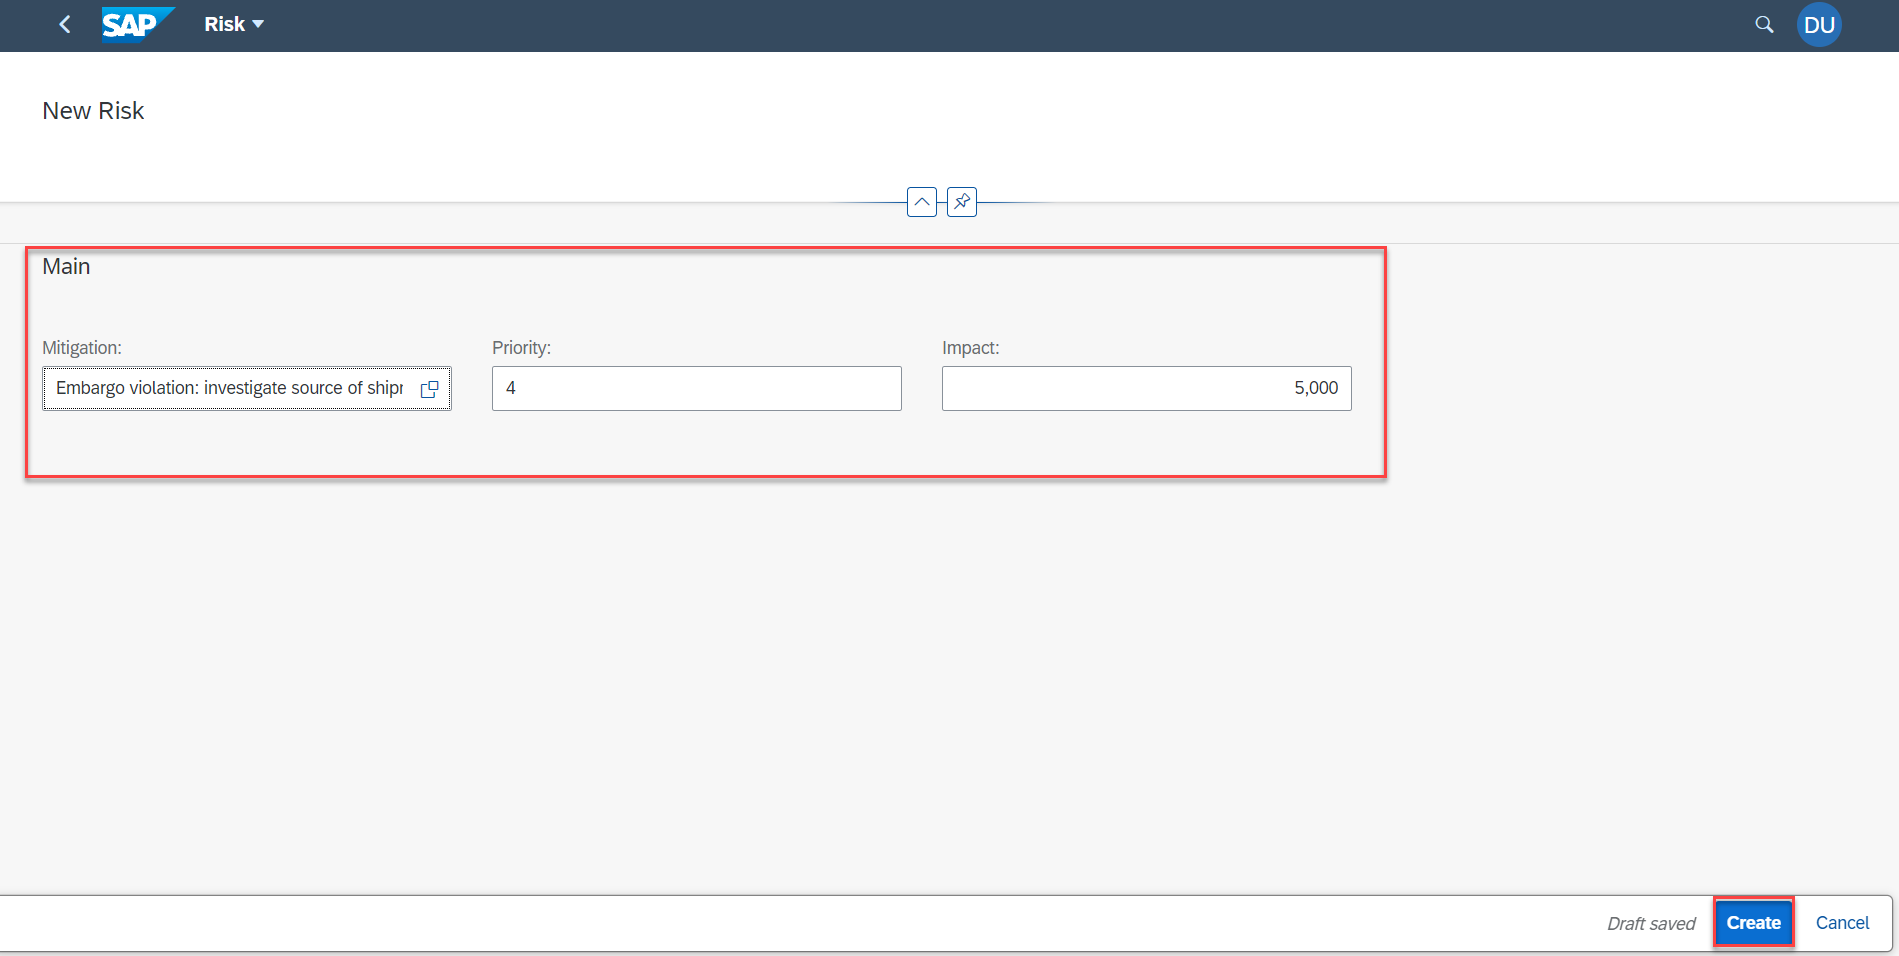 SAP Risk DU
New Risk
Main
Mitigation: Priority: Impact:
Embargo violation: investigate source of 4 5,000
Draft saved Create Cancel